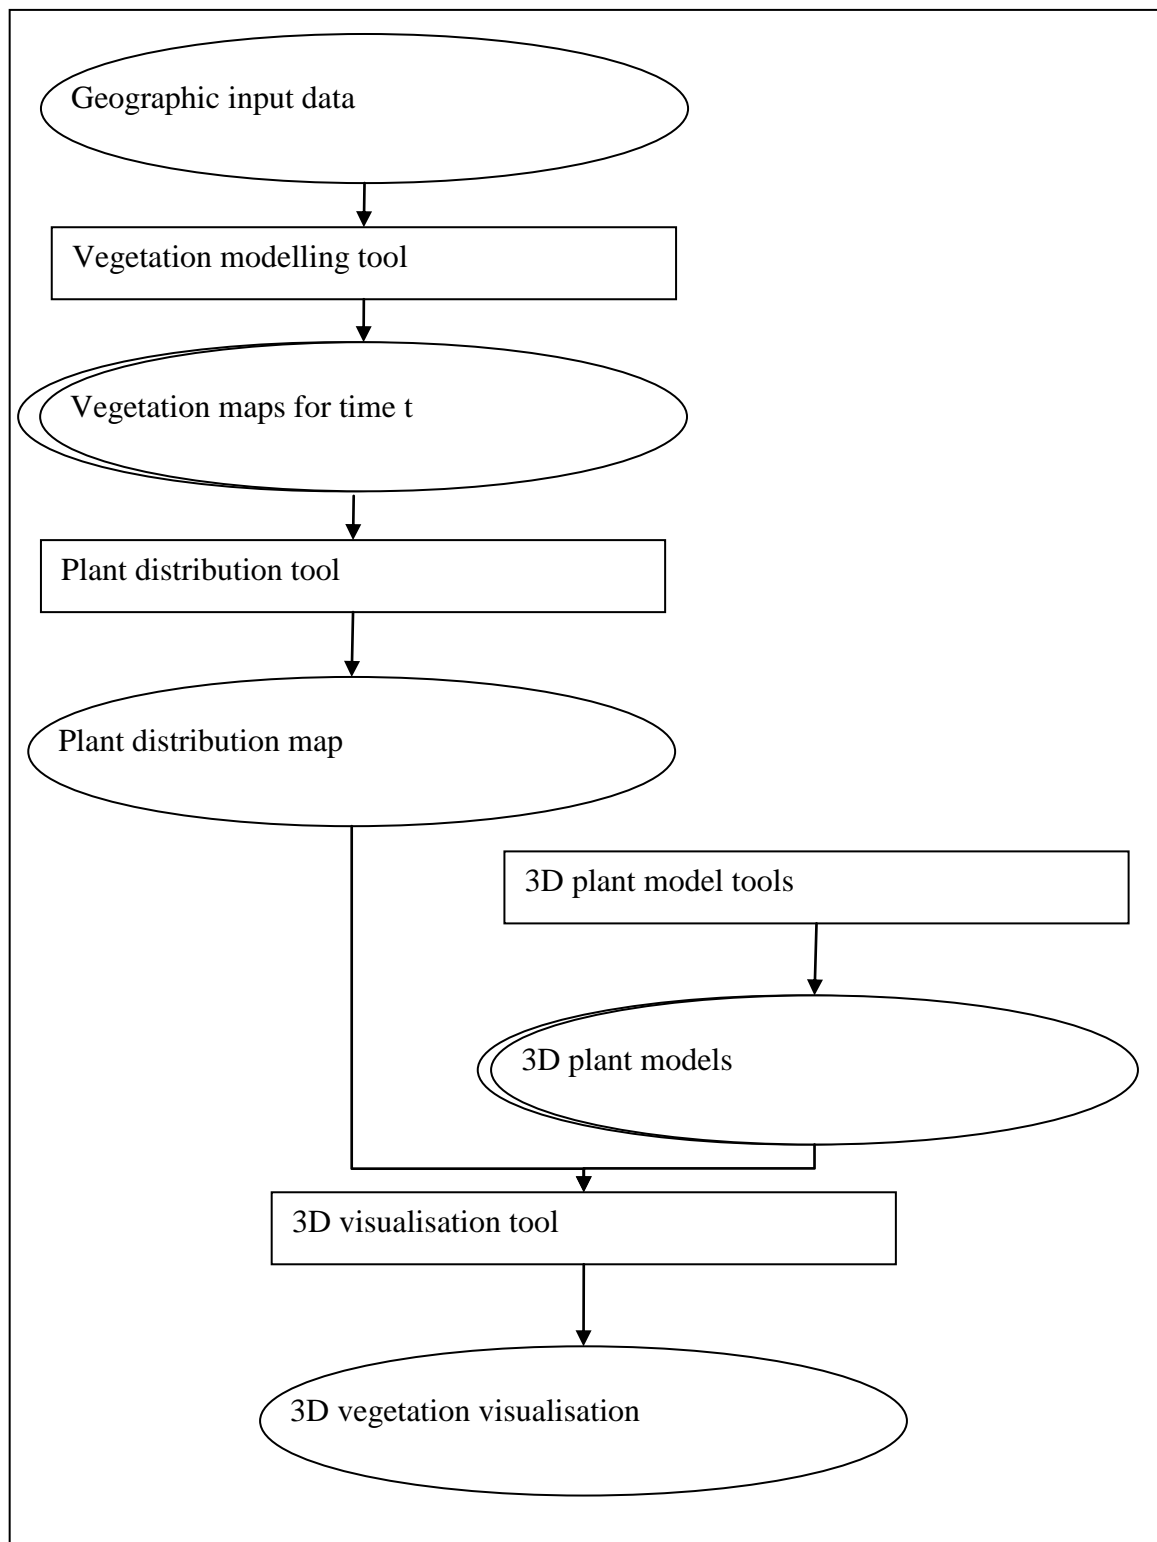 Geographic input data
Vegetation modelling tool
Vegetation maps for time t
Plant distribution tool
Plant distribution map
3D plant model tools
3D plant models
3D visualisation tool
3D vegetation visualisation